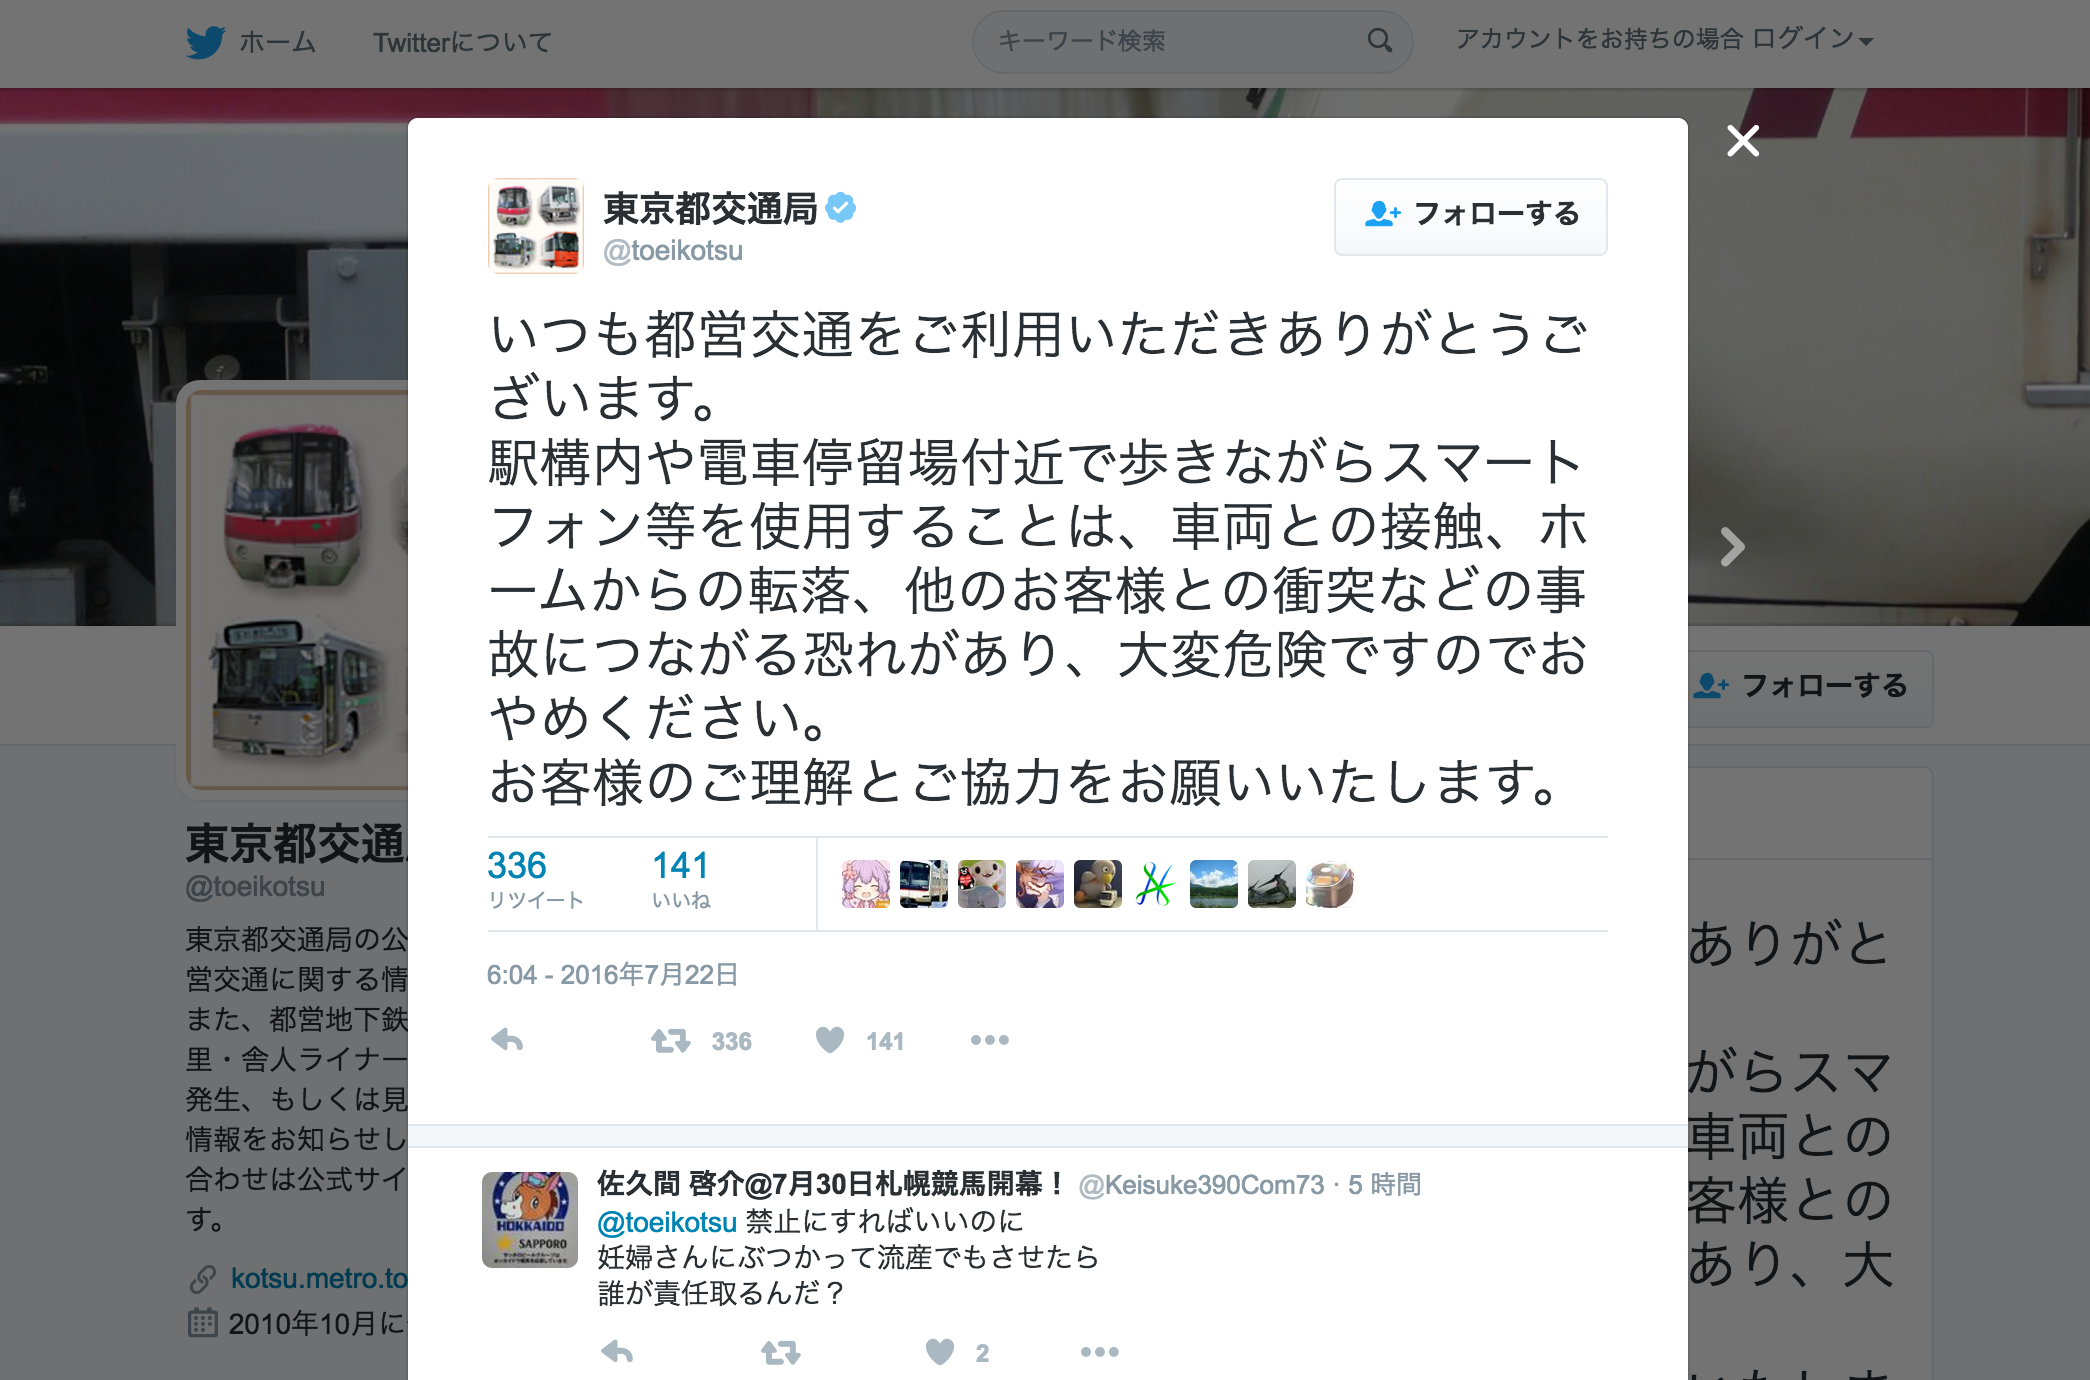 ホーム
Twitterについて
キーワード検索
アカウントをお持ちの場合 ログイン
東京都交通局
@toeikotsu
フォローする
いつも都営交通をご利用いただきありがとうご
ざいます。
駅構内や電車停留場付近で歩きながらスマート
フォン等を使用することは、車両との接触、ホ
ームからの転落、他のお客様との衝突などの事
故につながる恐れがあり、大変危険ですのでお
やめください。
お客様のご理解とご協力をお願いいたします。
336
リツイート
141
いいね
6:04 - 2016年7月22日
336
141
佐久間 啓介@7月30日札幌競馬開幕！ @Keisuke390Com73 · 5 時間
@toeikotsu 禁止にすればいいのに
妊婦さんにぶつかって流産でもさせたら
誰が責任取るんだ？
2
HOKKAIDO
SAPPORO
東京都交通
@toeikotsu
東京都交通局の公
営交通に関する情
また、都営地下鉄
里・舎人ライナー
発生、もしくは見
情報をお知らせし
合わせは公式サイ
す。
kotsu.metro.to
2010年10月に
フォローする
ありがと
がらスマ
車両との
客様との
あり、大